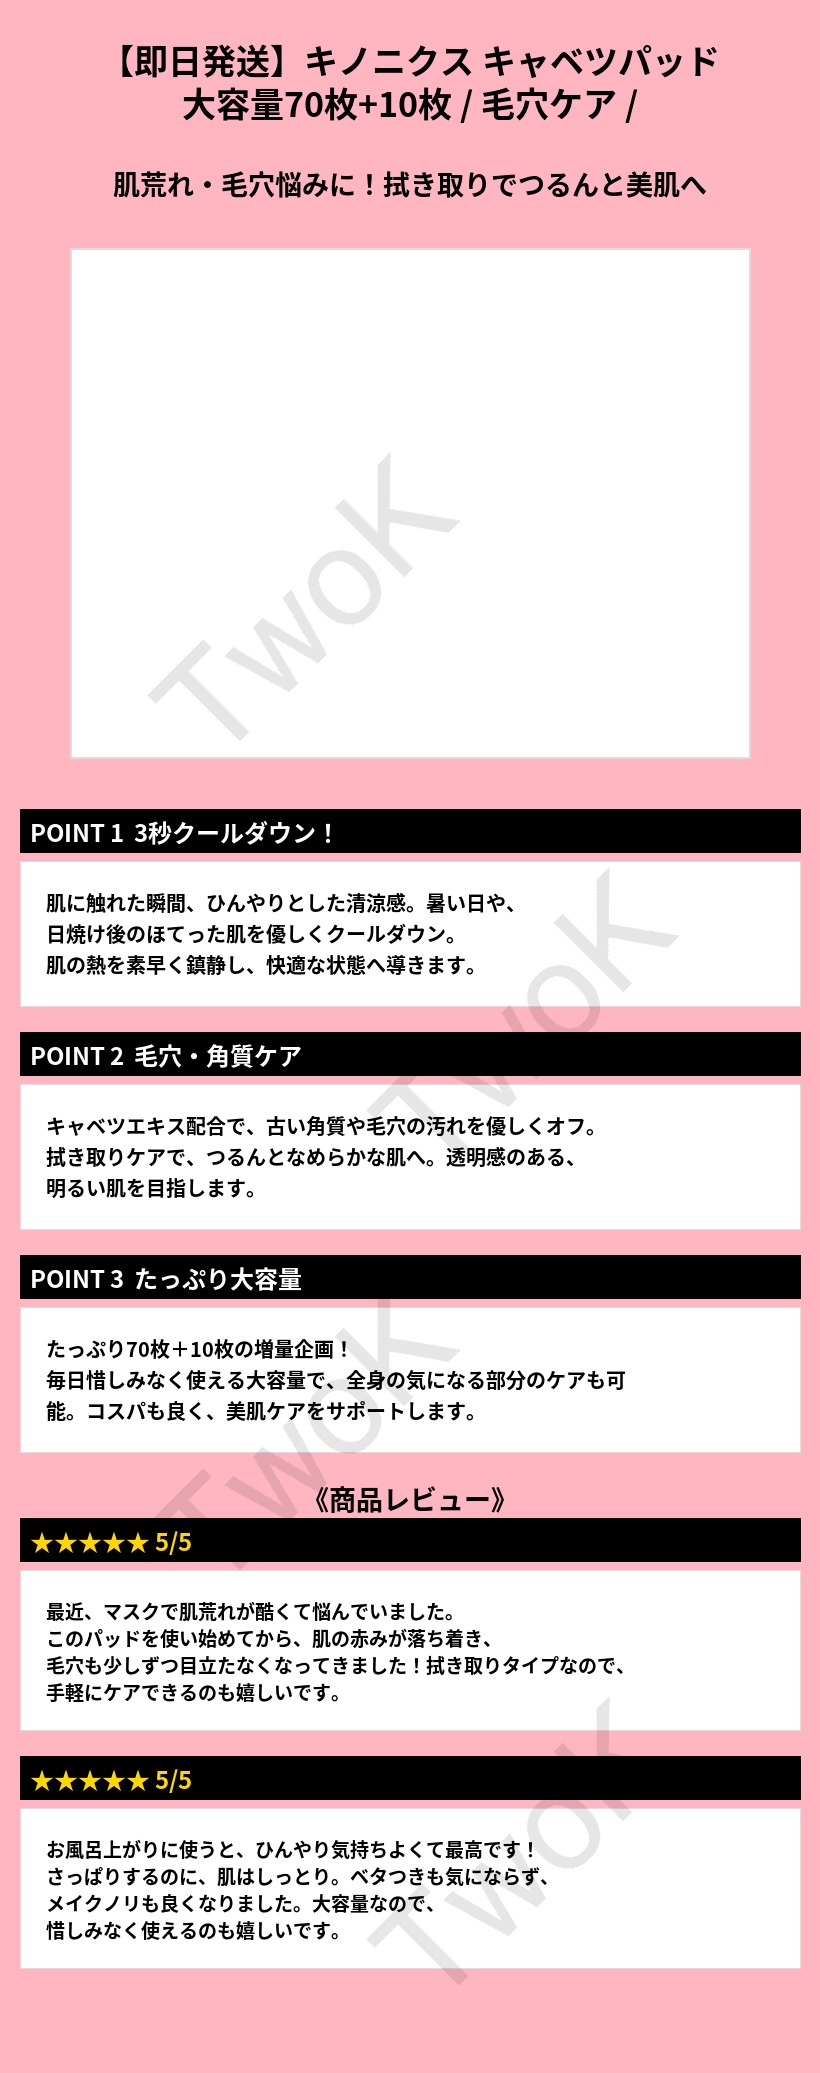 【即日発送】キノニクス キャベツパッド
大容量70枚+10枚 / 毛穴ケア /
肌荒れ・毛穴悩みに！拭き取りでつるんと美肌へ
TwoK
POINT 1 3秒クールダウン！
肌に触れた瞬間、ひんやりとした清涼感。暑い日や、
日焼け後のほてった肌を優しくクールダウン。
肌の熱を素早く鎮静し、快適な状態へ導きます。
TwoK
POINT 2 毛穴・角質ケア
キャベツエキス配合で、古い角質や毛穴の汚れを優しくオフ。
拭き取りケアで、つるんとなめらかな肌へ。透明感のある、
明るい肌を目指します。
POINT 3 たっぷり大容量
たっぷり70枚＋10枚の増量企画！
毎日惜しみなく使える大容量で、全身の気になる部分のケアも可
能。コスパも良く、美肌ケアをサポートします。
TwoK
《商品レビュー》
★★★★★ 5/5
最近、マスクで肌荒れが酷くて悩んでいました。
このパッドを使い始めてから、肌の赤みが落ち着き、
毛穴も少しずつ目立たなくなってきました！拭き取りタイプなので、
手軽にケアできるのも嬉しいです。
★★★★★ 5/5
お風呂上がりに使うと、ひんやり気持ちよくて最高です！
さっぱりするのに、肌はしっとり。ベタつきも気にならず、
メイクノリも良くなりました。大容量なので、
惜しみなく使えるのも嬉しいです。
TwoK